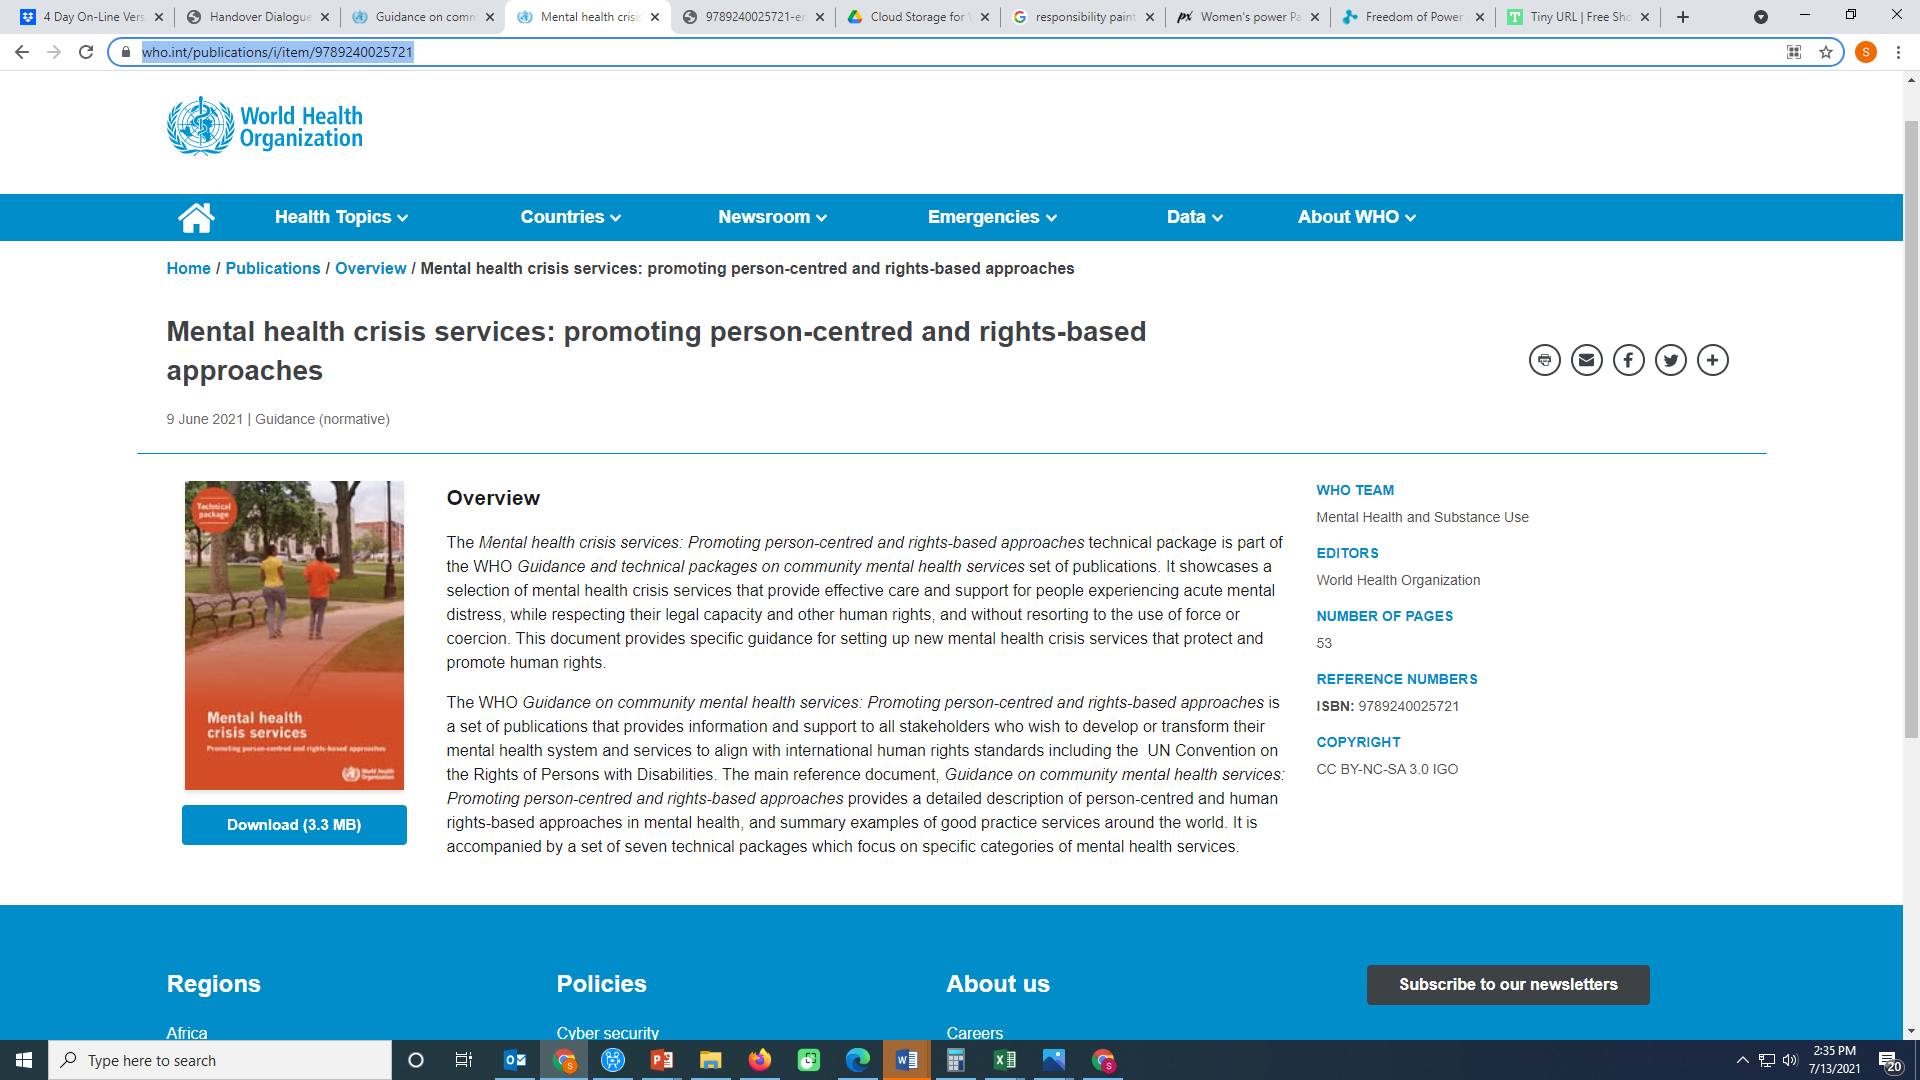 4 Day On-Line Vers
Handover Dialogue
Guidance on comm
Mental health crisis
9789240025721-en
Cloud Storage for
responsibility paint
px Women's power Pa
Freedom of Power
T Tiny URL | Free Sho
who.int/publications/i/item/9789240025721
S
World Health
Organization
Health Topics
Countries
Newsroom
Emergencies
Data
About WHO
Home / Publications / Overview / Mental health crisis services: promoting person-centred and rights-based approaches
Mental health crisis services: promoting person-centred and rights-based
approaches
9 June 2021 | Guidance (normative)
Technical
package
Mental health
crisis services
Promoting person-centred and rights-based approaches
World Health
Organization
Download (3.3 MB)
Overview
The Mental health crisis services: Promoting person-centred and rights-based approaches technical package is part of
the WHO Guidance and technical packages on community mental health services set of publications. It showcases a
selection of mental health crisis services that provide effective care and support for people experiencing acute mental
distress, while respecting their legal capacity and other human rights, and without resorting to the use of force or
coercion. This document provides specific guidance for setting up new mental health crisis services that protect and
promote human rights.
The WHO Guidance on community mental health services: Promoting person-centred and rights-based approaches is
a set of publications that provides information and support to all stakeholders who wish to develop or transform their
mental health system and services to align with international human rights standards including the UN Convention on
the Rights of Persons with Disabilities. The main reference document, Guidance on community mental health services:
Promoting person-centred and rights-based approaches provides a detailed description of person-centred and human
rights-based approaches in mental health, and summary examples of good practice services around the world. It is
accompanied by a set of seven technical packages which focus on specific categories of mental health services.
WHO TEAM
Mental Health and Substance Use
EDITORS
World Health Organization
NUMBER OF PAGES
53
REFERENCE NUMBERS
ISBN: 9789240025721
COPYRIGHT
CC BY-NC-SA 3.0 IGO
Regions
Africa
Policies
Cyber security
About us
Careers
Subscribe to our newsletters
Type here to search
2:35 PM
7/13/2021
20